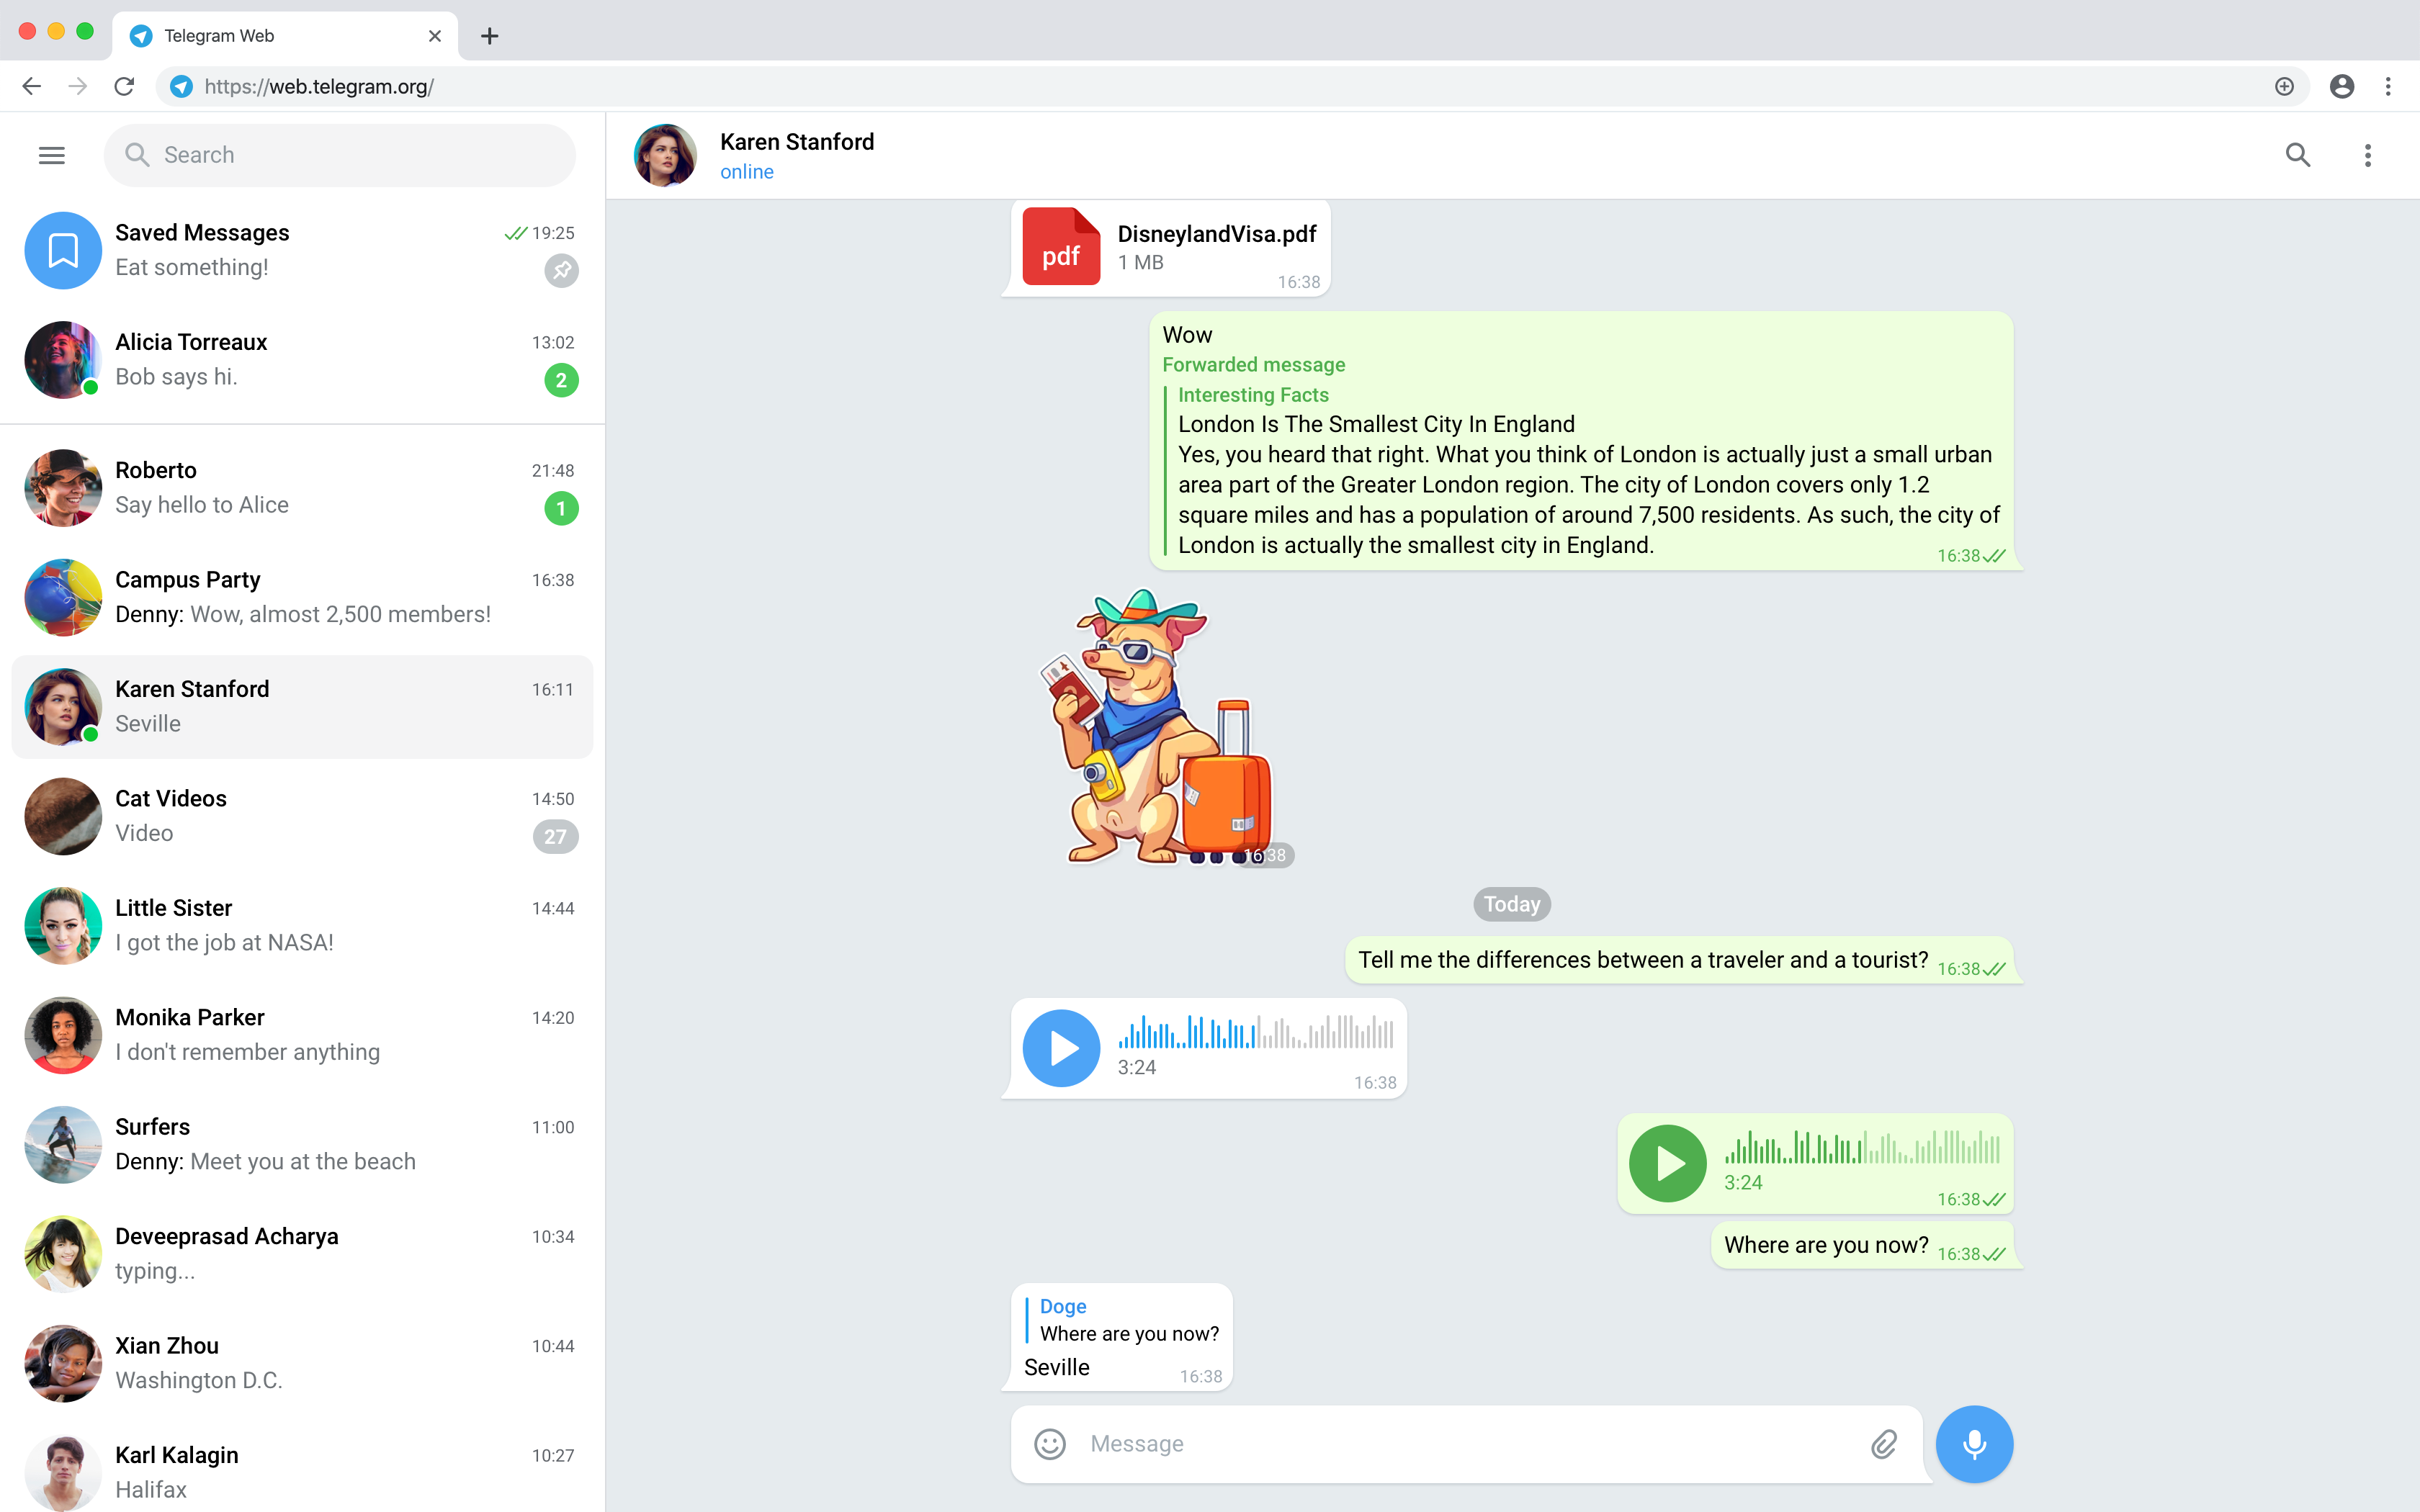 Telegram Web
https://web.telegram.org/
Search
Saved Messages
19:25
Eat something!
Alicia Torreaux
13:02
Bob says hi.
2
Roberto
21:48
Say hello to Alice
1
Campus Party
16:38
Denny: Wow, almost 2,500 members!
Karen Stanford
16:11
Seville
Cat Videos
14:50
Video
27
Little Sister
14:44
I got the job at NASA!
Monika Parker
14:20
I don't remember anything
Surfers
11:00
Denny: Meet you at the beach
Deveeprasad Acharya
10:34
typing...
Xian Zhou
10:44
Washington D.C.
Karl Kalagin
10:27
Halifax
Karen Stanford
online
pdf
DisneylandVisa.pdf
1 MB
16:38
Wow
Forwarded message
Interesting Facts
London Is The Smallest City In England
Yes, you heard that right. What you think of London is actually just a small urban
area part of the Greater London region. The city of London covers only 1.2
square miles and has a population of around 7,500 residents. As such, the city of
London is actually the smallest city in England.
16:38
16:38
Today
Tell me the differences between a traveler and a tourist?
16:38
3:24
16:38
3:24
16:38
Where are you now?
16:38
Doge
Where are you now?
Seville
16:38
Message